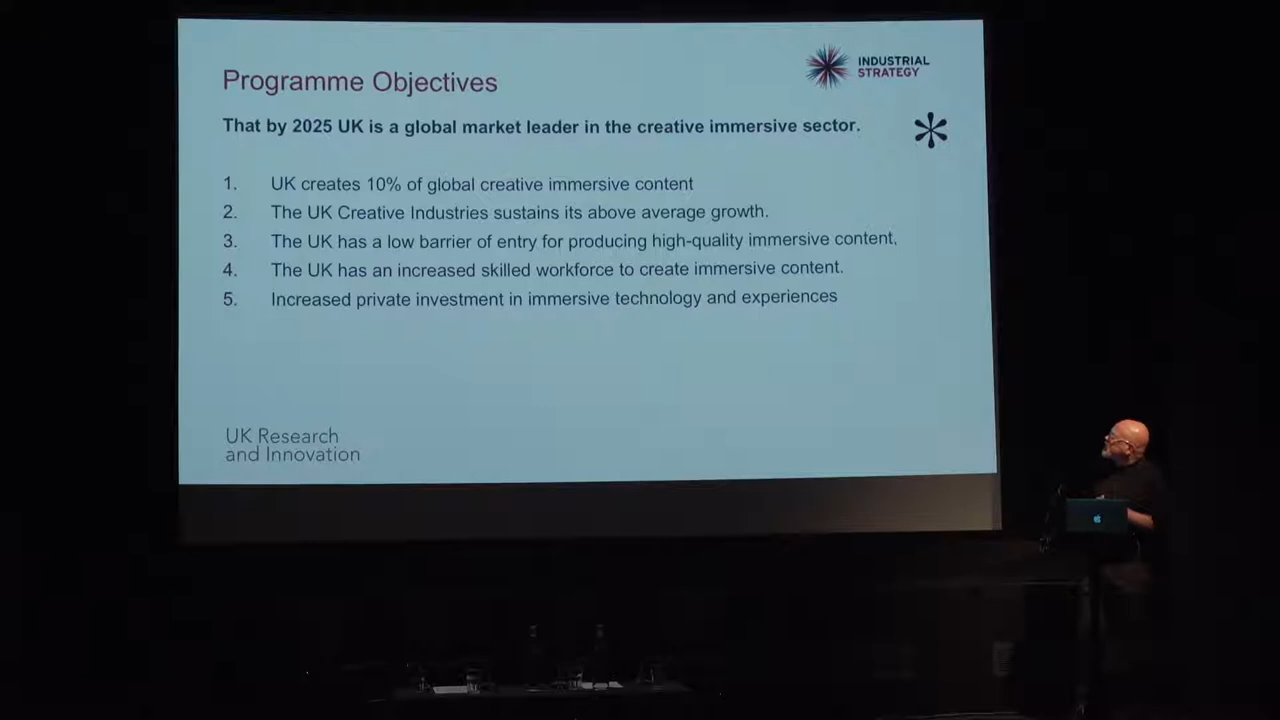 INDUSTRIAL
STRATEGY
Programme Objectives
That by 2025 UK is a global market leader in the creative immersive sector.
1. UK creates 10% of global creative immersive content
2. The UK Creative Industries sustains its above average growth.
3. The UK has a low barrier of entry for producing high-quality immersive content,
4. The UK has an increased skilled workforce to create immersive content.
5. Increased private investment in immersive technology and experiences
UK Research
and Innovation